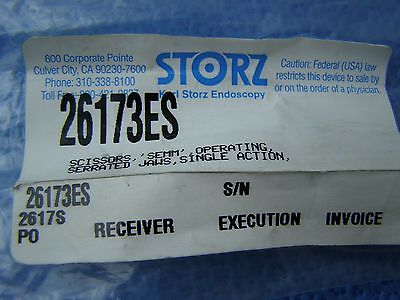 600 Corporate Pointe
Culver City, CA 90230-7600
Phone: 310-338-8100
Toll Free:
STORZ
Karl Storz Endoscopy
Caution: Federal (USA) law
restricts this device to sale by
or on the order of a physician.
26173ES
SCISSORS, 'SEMM' OPERATING,
SERRATED JAWS,SINGLE ACTION,
26173ES S/N
2617S
PO RECEIVER EXECUTION INVOICE